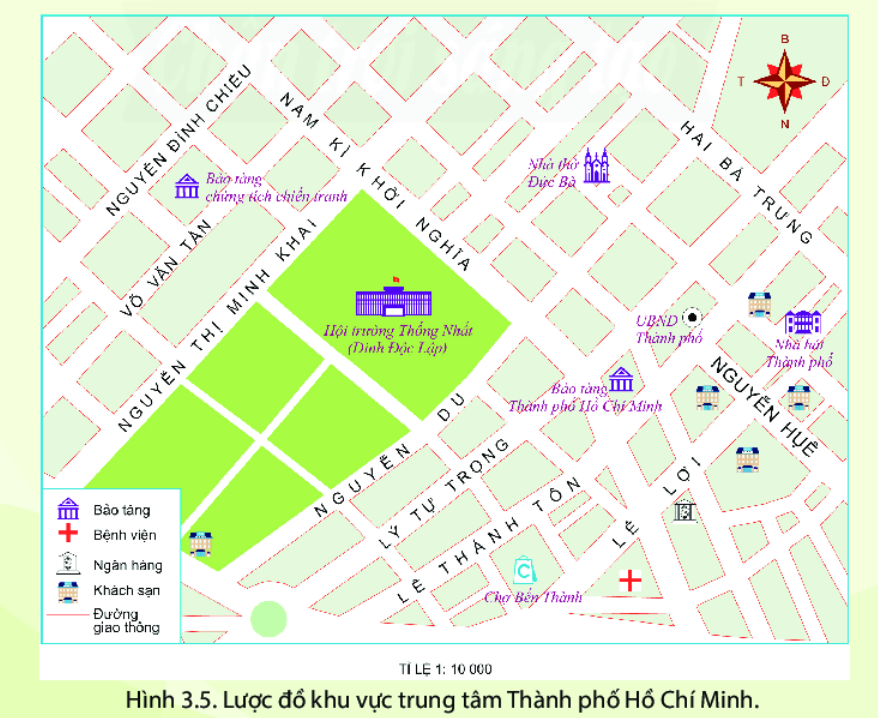 B
T
D
N
NGUYỄN ĐÌNH CHIỂU
NAM KÌ KHỞI NGHĨA
HAI BÀ TRƯNG
Nhà thờ
Đức Bà
Bảo tàng
chứng tích chiến tranh
VÕ VĂN TẦN
NGUYỄN THỊ MINH KHAI
Hội trường Thống Nhất
(Dinh Độc Lập)
UBND
Thành phố
Nhà hát
Thành phố
NGUYỄN HUỆ
Bảo tàng
Thành phố Hồ Chí Minh
NGUYỄN DU
LÝ TỰ TRỌNG
LÊ THÁNH TÔN
LÊ LỢI
C
Chợ Bến Thành
Bảo tàng
Bệnh viện
Ngân hàng
Khách sạn
Đường
giao thông
TỈ LỆ 1: 10 000
Hình 3.5. Lược đồ khu vực trung tâm Thành phố Hồ Chí Minh.